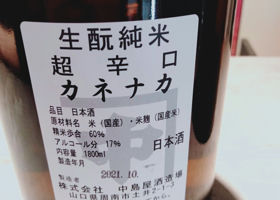 生酛純米
超辛口
カネナカ
品目 日本酒
原材料名 米(国産)・米麹(国産米)
精米歩合 60%
アルコール分 17% 日本酒
内容量 1800ml
製造年月
2021.10.
製造者
株式会社 中島屋酒造場
山口県周南市土井2-1-3